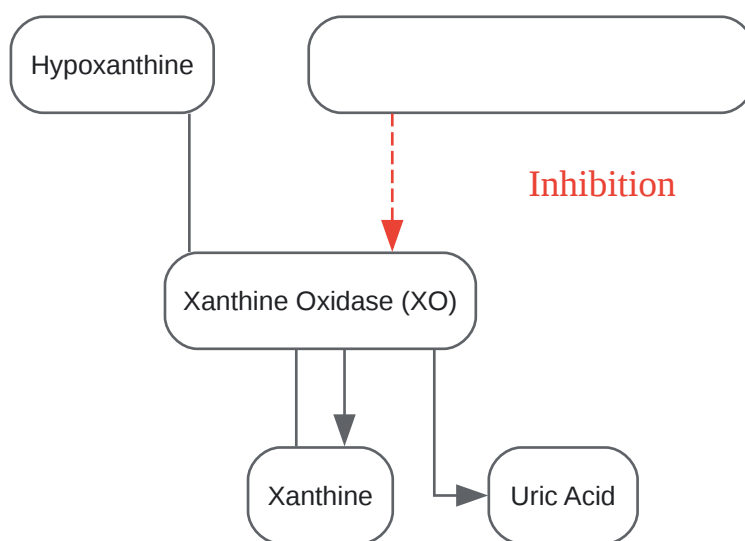 Hypoxanthine
Inhibition
Xanthine Oxidase (XO)
Xanthine
Uric Acid